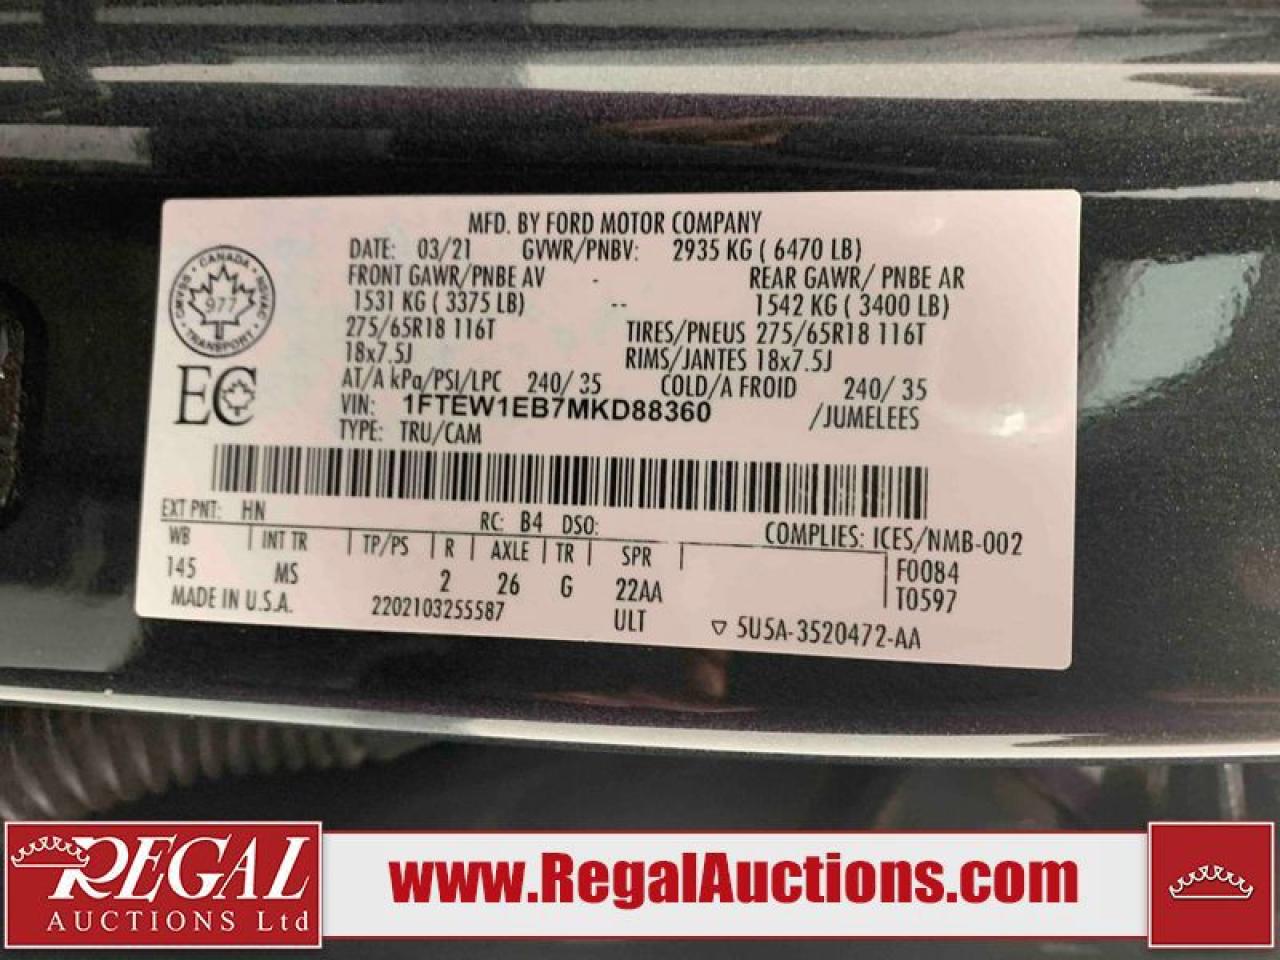 MFD. BY FORD MOTOR COMPANY
DATE: 03/21 GVWR/PNBV: 2935 KG ( 6470 LB)
FRONT GAWR/PNBE AV - REAR GAWR/ PNBE AR
1531 KG ( 3375 LB) -- 1542 KG ( 3400 LB)
275/65R18 116T TIRES/PNEUS 275/65R18 116T
18x7.5J RIMS/JANTES 18x7.5J
AT/A kPa/PSI/LPC 240/ 35 COLD/A FROID 240/ 35
VIN: 1FTEW1EB7MKD88360 /JUMELEES
TYPE: TRU/CAM
CANADA
CMVSS NSVAC
977
TRANSPORT
EC
EXT PNT: HN RC: B4 DSO: COMPLIES: ICES/NMB-002
WB INT TR TP/PS R AXLE TR SPR
145 MS 2 26 G 22AA F0084
T0597
MADE IN U.S.A. 2202103255587 ULT ▽ 5U5A-3520472-AA
REGAL
AUCTIONS Ltd
www.RegalAuctions.com